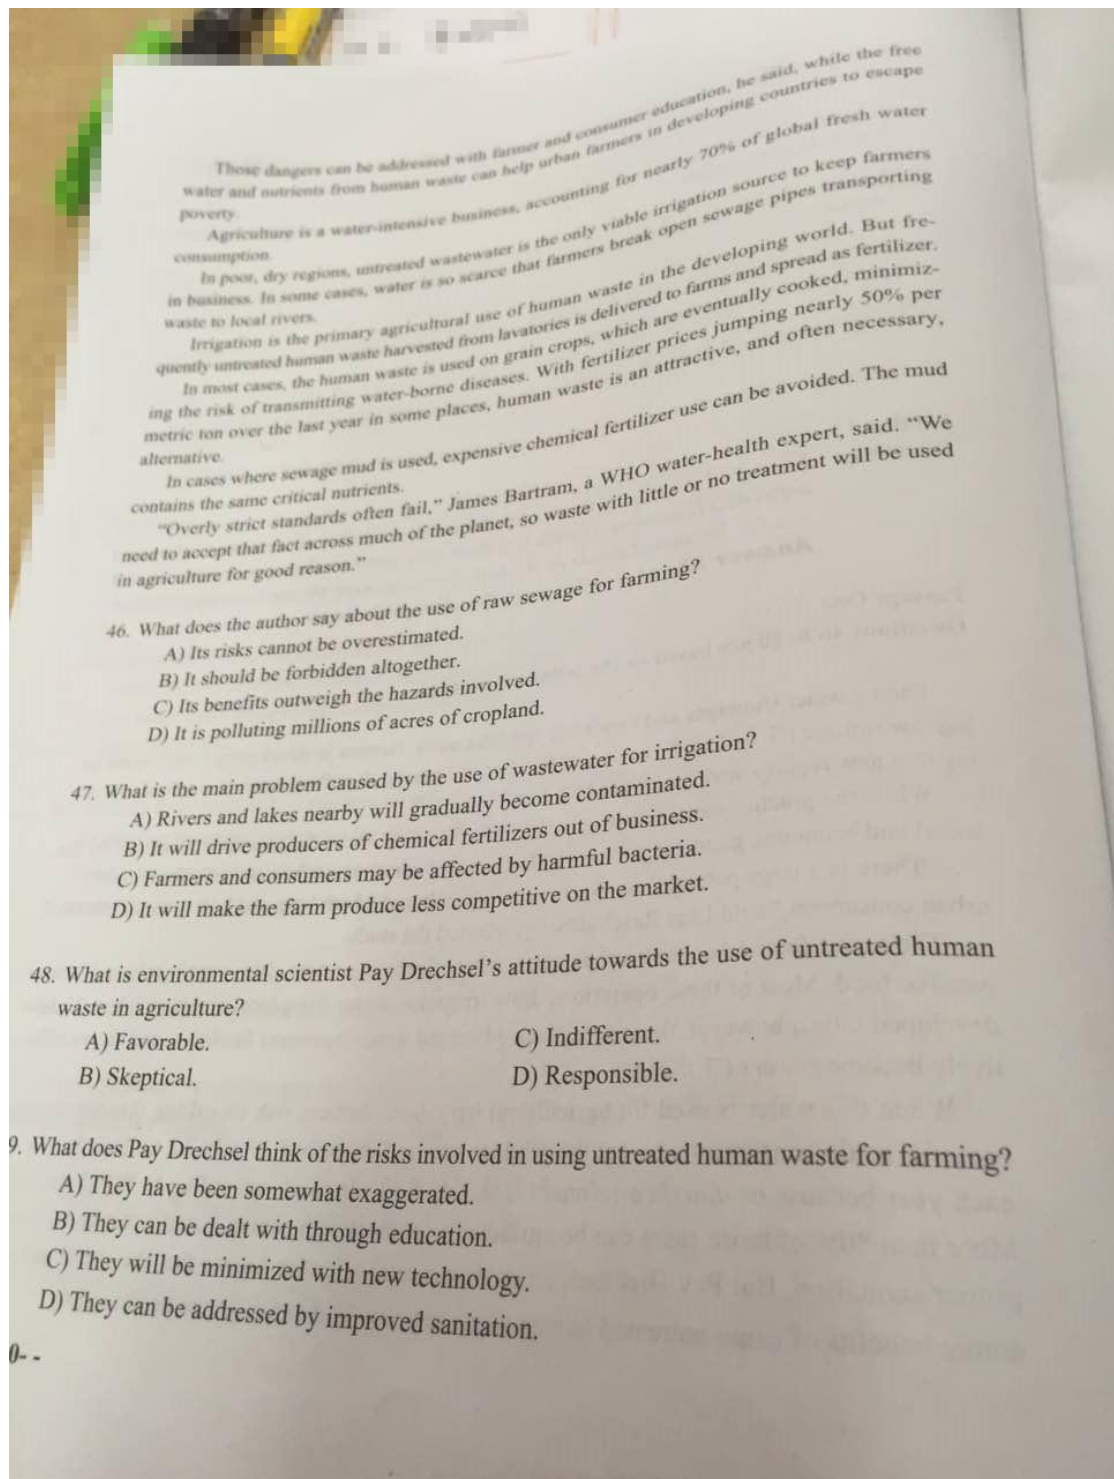 Those dangers can be addressed with farmer and consumer education, he said, while the free
water and nutrients from human waste can help urban farmers in developing countries to escape
poverty.
Agriculture is a water-intensive business, accounting for nearly 70% of global fresh water
consumption.
In poor, dry regions, untreated wastewater is the only viable irrigation source to keep farmers
in business. In some cases, water is so scarce that farmers break open sewage pipes transporting
waste to local rivers.
Irrigation is the primary agricultural use of human waste in the developing world. But fre-
quently untreated human waste harvested from lavatories is delivered to farms and spread as fertilizer.
In most cases, the human waste is used on grain crops, which are eventually cooked, minimiz-
ing the risk of transmitting water-borne diseases. With fertilizer prices jumping nearly 50% per
metric ton over the last year in some places, human waste is an attractive, and often necessary,
alternative.
In cases where sewage mud is used, expensive chemical fertilizer use can be avoided. The mud
contains the same critical nutrients.
“Overly strict standards often fail,” James Bartram, a WHO water-health expert, said. “We
need to accept that fact across much of the planet, so waste with little or no treatment will be used
in agriculture for good reason.”
46. What does the author say about the use of raw sewage for farming?
A) Its risks cannot be overestimated.
B) It should be forbidden altogether.
C) Its benefits outweigh the hazards involved.
D) It is polluting millions of acres of cropland.
47. What is the main problem caused by the use of wastewater for irrigation?
A) Rivers and lakes nearby will gradually become contaminated.
B) It will drive producers of chemical fertilizers out of business.
C) Farmers and consumers may be affected by harmful bacteria.
D) It will make the farm produce less competitive on the market.
48. What is environmental scientist Pay Drechsel’s attitude towards the use of untreated human
waste in agriculture?
A) Favorable. C) Indifferent.
B) Skeptical. D) Responsible.
9. What does Pay Drechsel think of the risks involved in using untreated human waste for farming?
A) They have been somewhat exaggerated.
B) They can be dealt with through education.
C) They will be minimized with new technology.
D) They can be addressed by improved sanitation.
0- -